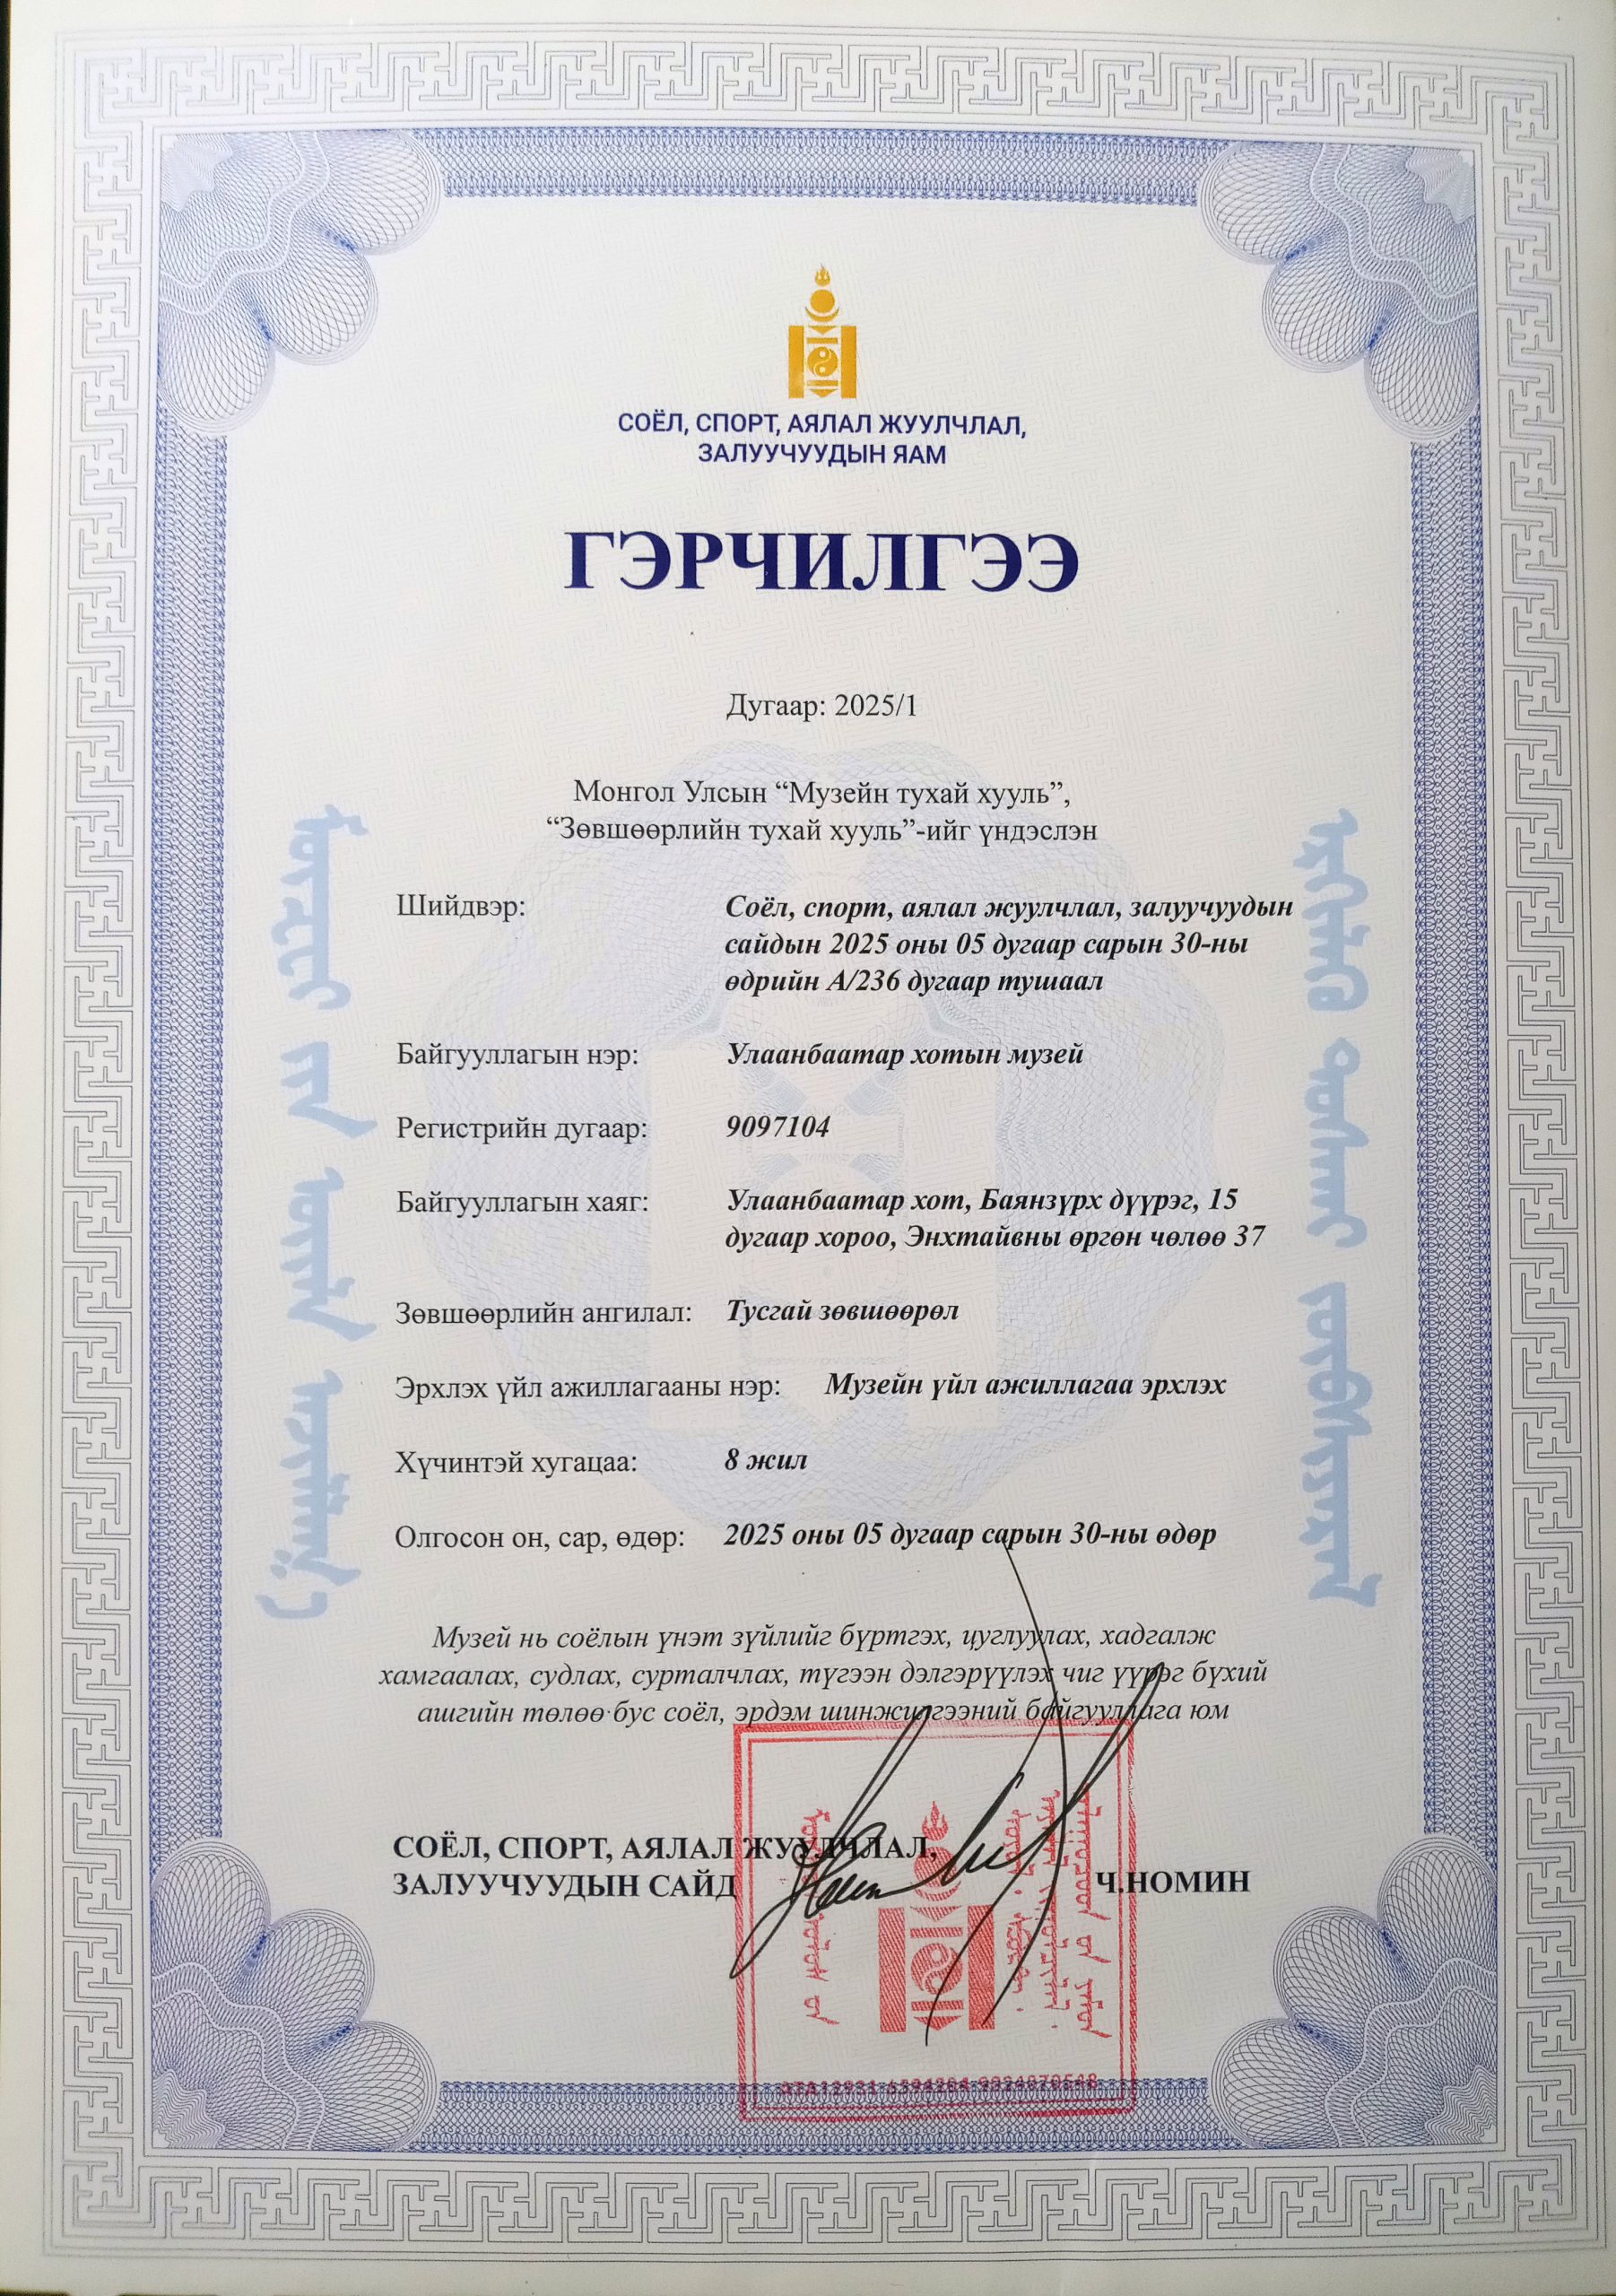 СОЁЛ, СПОРТ, АЯЛАЛ ЖУУЛЧЛАЛ,
ЗАЛУУЧУУДЫН ЯАМ
ГЭРЧИЛГЭЭ
Дугаар: 2025/1
Монгол Улсын “Музейн тухай хууль”,
“Зөвшөөрлийн тухай хууль”-ийг үндэслэн
Шийдвэр: Соёл, спорт, аялал жуулчлал, залуучуудын
сайдын 2025 оны 05 дугаар сарын 30-ны
өдрийн А/236 дугаар тушаал
Байгууллагын нэр: Улаанбаатар хотын музей
Регистрийн дугаар: 9097104
Байгууллагын хаяг: Улаанбаатар хот, Баянзүрх дүүрэг, 15
дугаар хороо, Энхтайвны өргөн чөлөө 37
Зөвшөөрлийн ангилал: Тусгай зөвшөөрөл
Эрхлэх үйл ажиллагааны нэр: Музейн үйл ажиллагаа эрхлэх
Хүчинтэй хугацаа: 8 жил
Олгосон он, сар, өдөр: 2025 оны 05 дугаар сарын 30-ны өдөр
Музей нь соёлын үнэт зүйлийг бүртгэх, цуглуулах, хадгалж
хамгаалах, судлах, сурталчлах, түгээн дэлгэрүүлэх чиг үүрэг бүхий
ашгийн төлөө бус соёл, эрдэм шинжилгээний байгууллага юм
СОЁЛ, СПОРТ, АЯЛАЛ ЖУУЛЧЛАЛ,
ЗАЛУУЧУУДЫН САЙД Ч.НОМИН